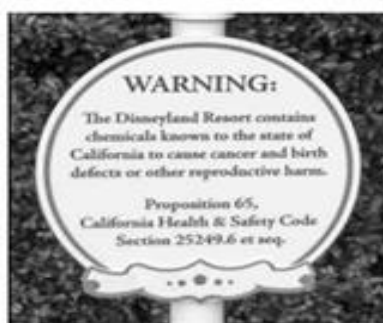 WARNING:
The Disneyland Resort contains
chemicals known to the state of
California to cause cancer and birth
defects or other reproductive harm.
Proposition 65,
California Health & Safety Code
Section 25249.6 et seq.